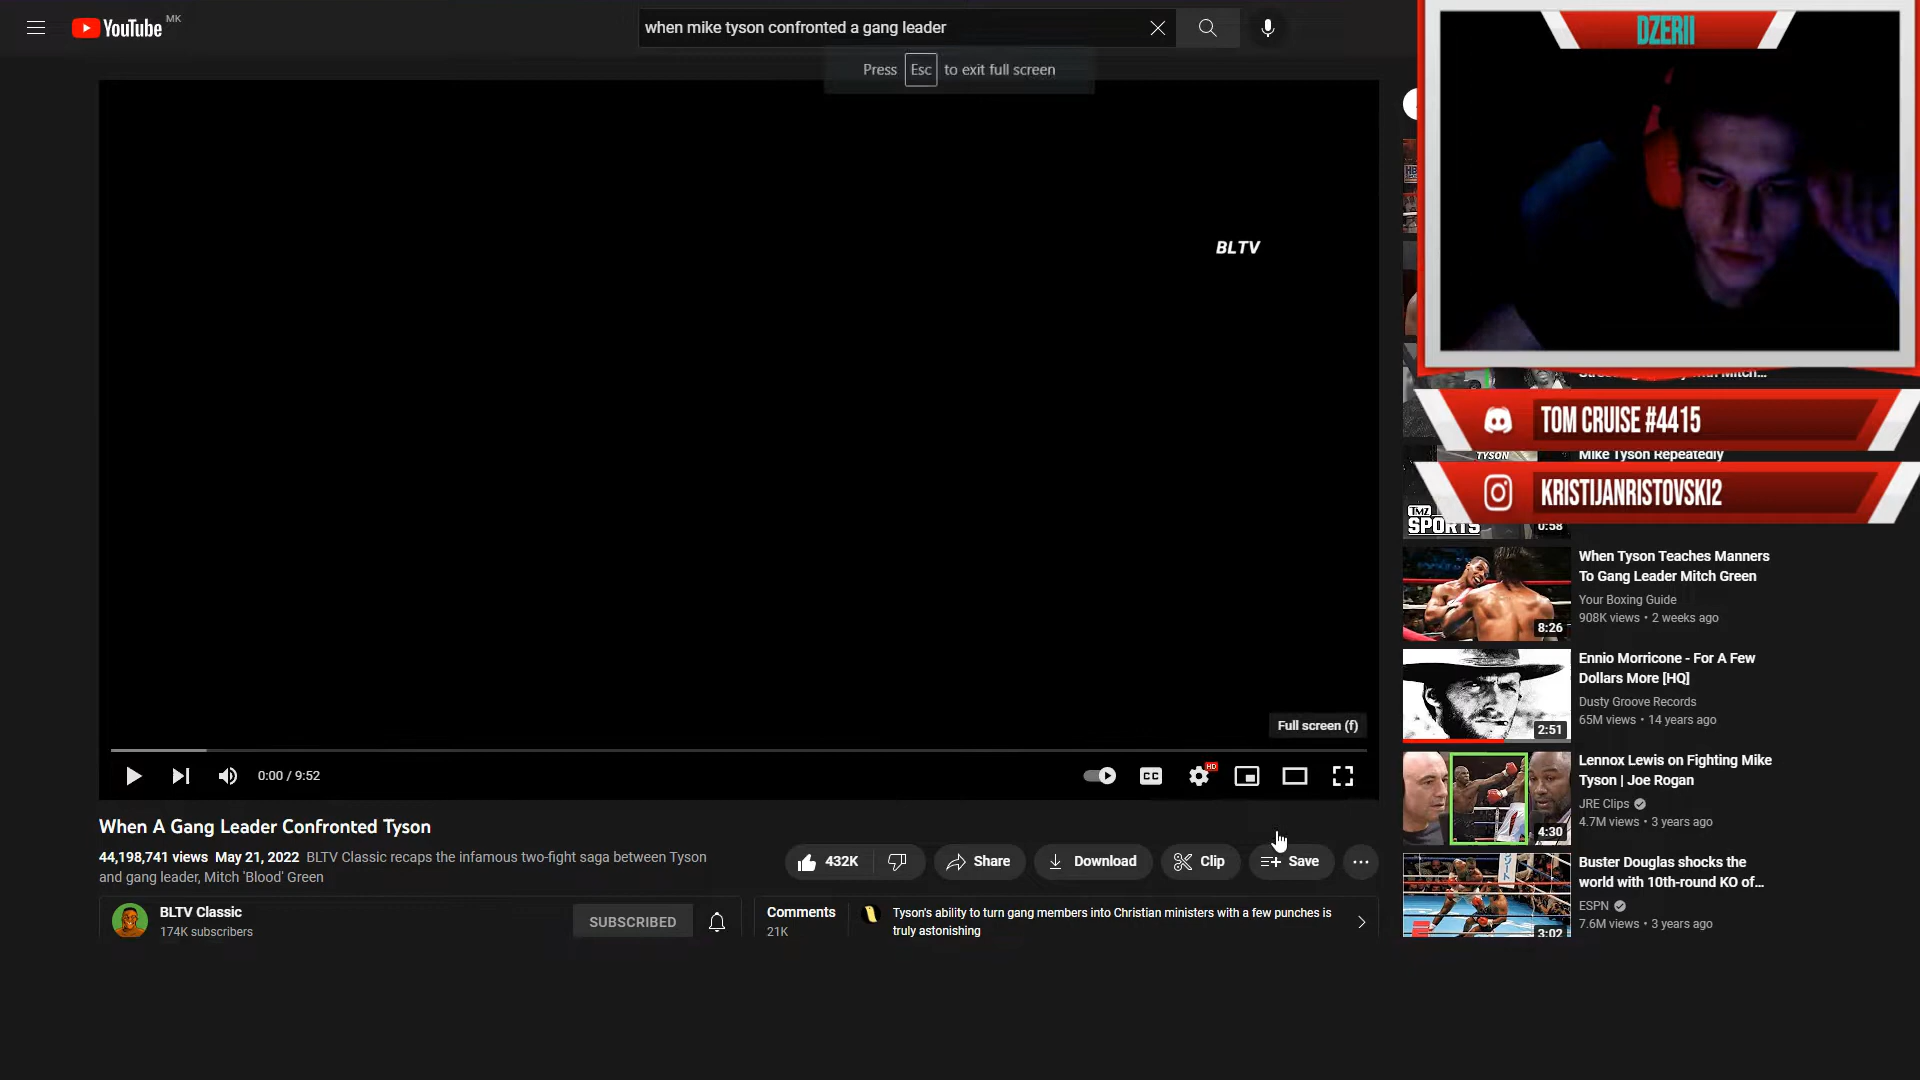 YouTube MK
when mike tyson confronted a gang leader
Press Esc to exit full screen
BLTV
Full screen (f)
0:00 / 9:52
CC
HD
When A Gang Leader Confronted Tyson
44,198,741 views May 21, 2022 BLTV Classic recaps the infamous two-fight saga between Tyson
and gang leader, Mitch 'Blood' Green
432K
Share
Download
Clip
Save
BLTV Classic
174K subscribers
SUBSCRIBED
Comments
21K
Tyson's ability to turn gang members into Christian ministers with a few punches is
truly astonishing
DZERII
TOM CRUISE #4415
TYSON
Mike Tyson Repeatedly
KRISTIJANRISTOVSKI2
TMZ
SPORTS
0:58
When Tyson Teaches Manners
To Gang Leader Mitch Green
Your Boxing Guide
908K views • 2 weeks ago
8:26
Ennio Morricone - For A Few
Dollars More [HQ]
Dusty Groove Records
65M views • 14 years ago
2:51
Lennox Lewis on Fighting Mike
Tyson | Joe Rogan
JRE Clips
4.7M views • 3 years ago
4:30
Buster Douglas shocks the
world with 10th-round KO of...
ESPN
7.6M views • 3 years ago
3:02